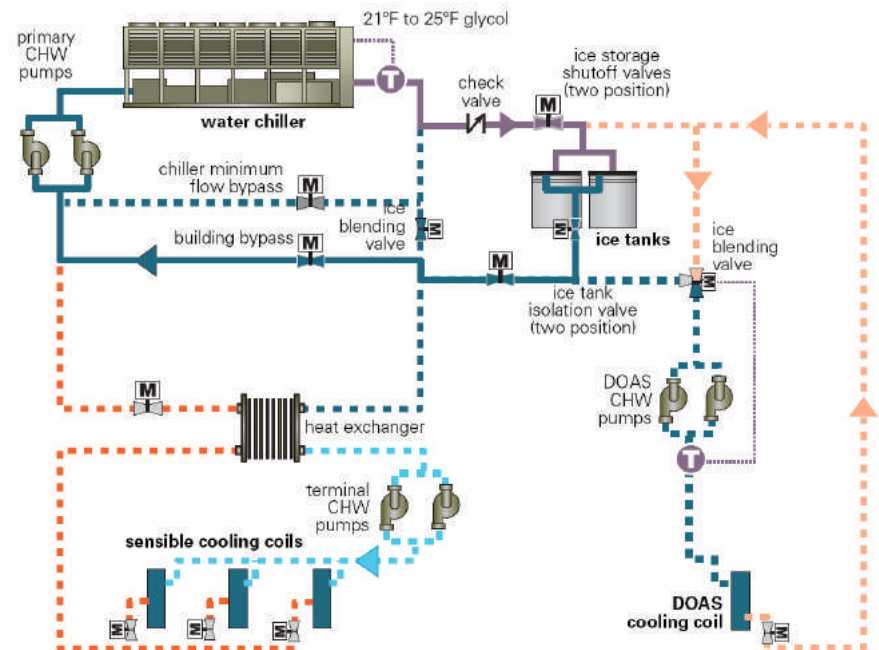 21°F to 25°F glycol
primary
CHW
pumps
T
ice storage
shutoff valves
(two position)
check
valve
M
water chiller
chiller minimum
flow bypass
M
ice
blending
valve
M
building bypass
M
M
M
ice tanks
ice
blending
valve
M
ice tank
isolation valve
(two position)
M
DOAS
CHW
pumps
heat exchanger
T
terminal
CHW
pumps
sensible cooling coils
DOAS
cooling coil
M
M
M
M